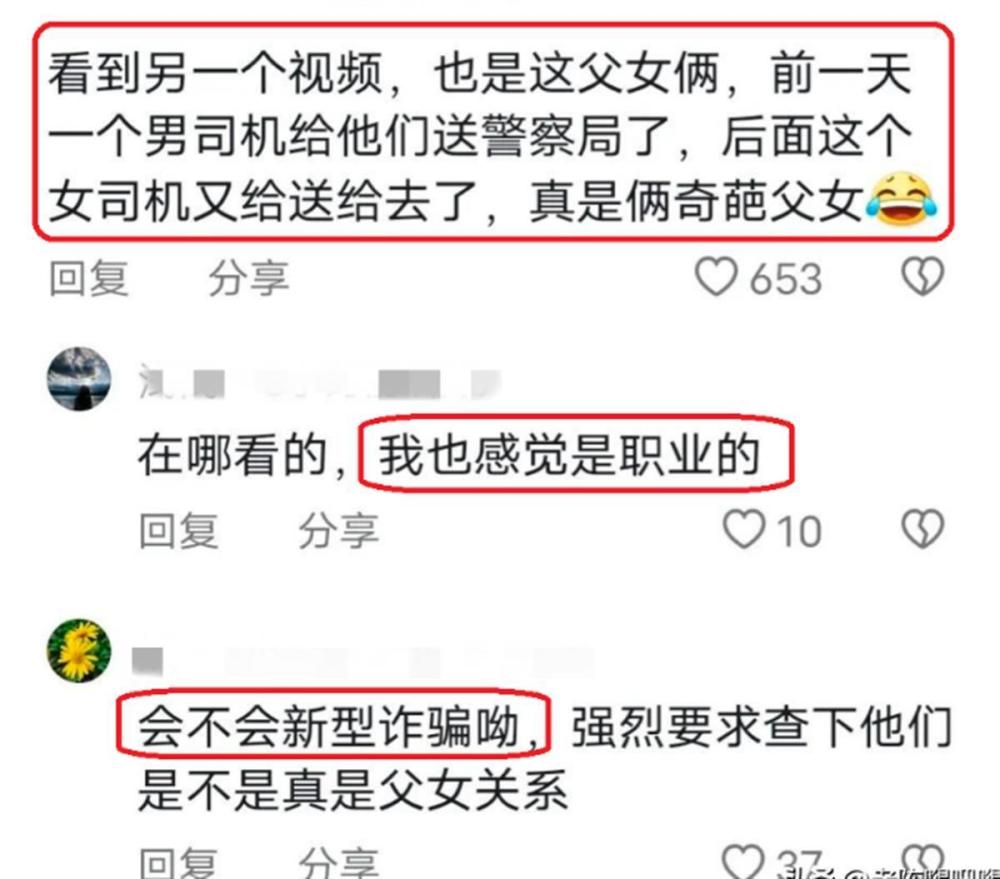 看到另一个视频，也是这父女俩，前一天
一个男司机给他们送警察局了，后面这个
女司机又给送给去了，真是俩奇葩父女😂
回复 分享 653
在哪看的，我也感觉是职业的
回复 分享 10
会不会新型诈骗呦，强烈要求查下他们
是不是真是父女关系
回复 分享 37